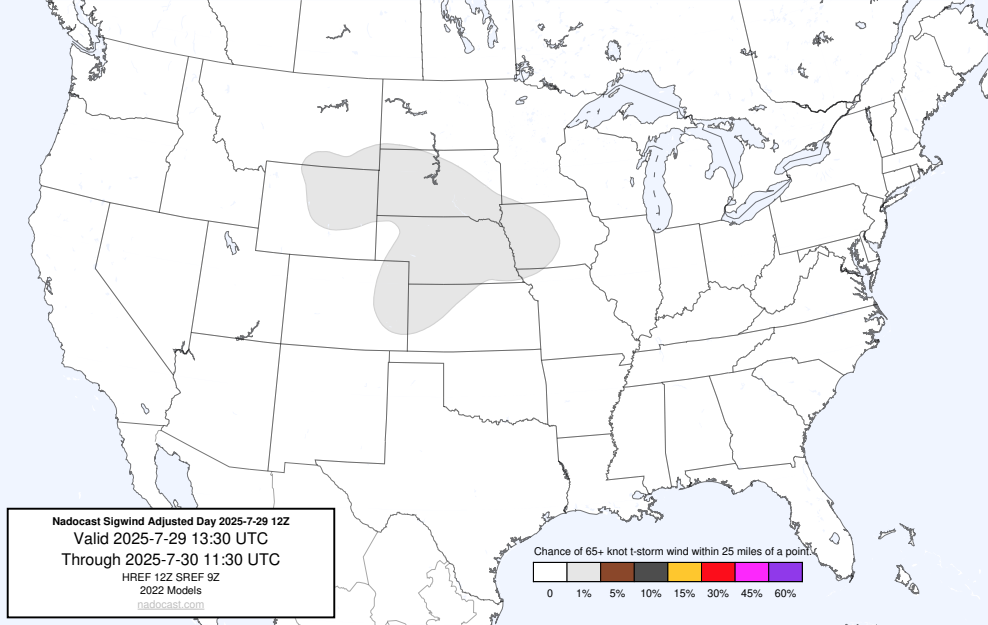 Nadocast Sigwind Adjusted Day 2025-7-29 12Z
Valid 2025-7-29 13:30 UTC
Through 2025-7-30 11:30 UTC
HREF 12Z SREF 9Z
2022 Models
nadocast.com
Chance of 65+ knot t-storm wind within 25 miles of a point.
0 1% 5% 10% 15% 30% 45% 60%